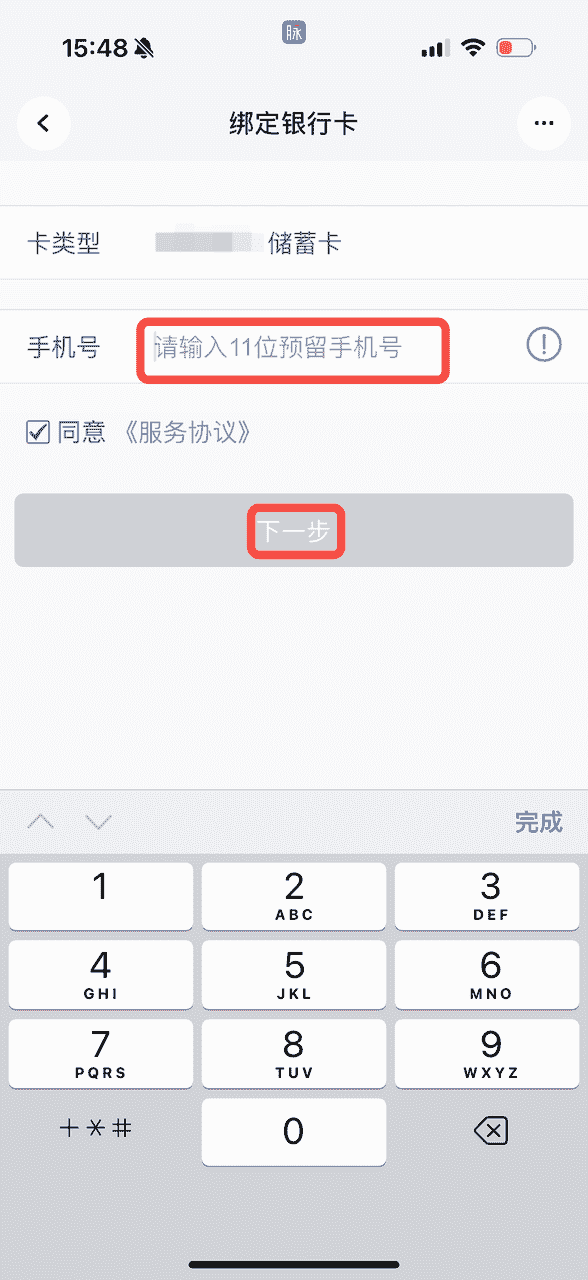 15:48
脉
绑定银行卡
卡类型 储蓄卡
手机号 请输入11位预留手机号
同意 《服务协议》
下一步
完成
1 2 3
ABC DEF
4 5 6
GHI JKL MNO
7 8 9
PQRS TUV WXYZ
+*# 0